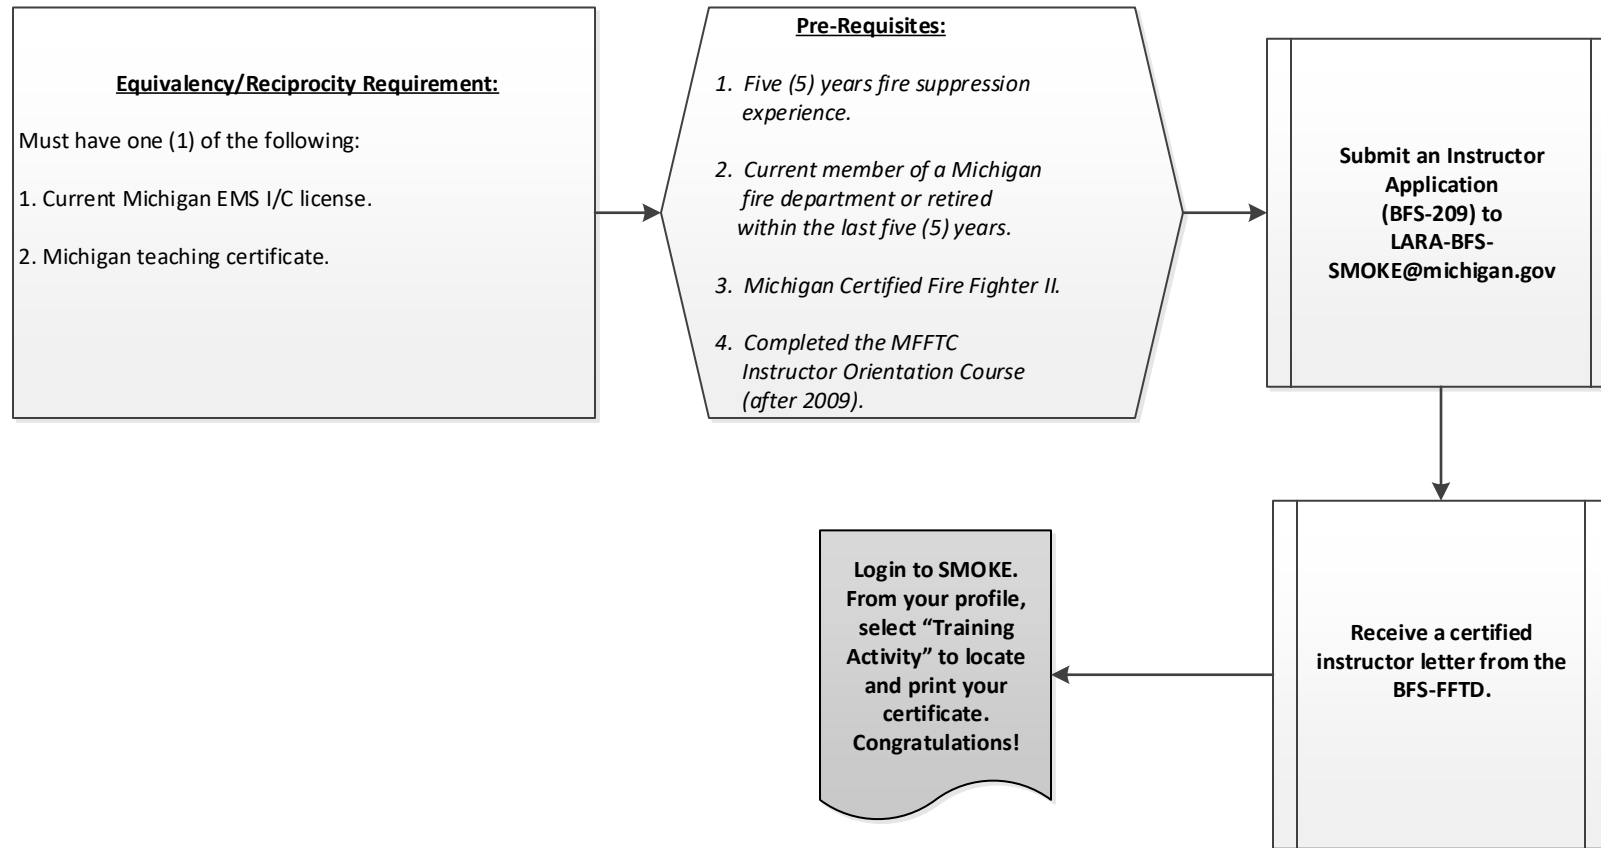 Equivalency/Reciprocity Requirement:
Must have one (1) of the following:
1. Current Michigan EMS I/C license.
2. Michigan teaching certificate.
Pre-Requisites:
1. Five (5) years fire suppression
experience.
2. Current member of a Michigan
fire department or retired
within the last five (5) years.
3. Michigan Certified Fire Fighter II.
4. Completed the MFFTC
Instructor Orientation Course
(after 2009).
Submit an Instructor
Application
(BFS-209) to
LARA-BFS-
SMOKE@michigan.gov
Receive a certified
instructor letter from the
BFS-FFTD.
Login to SMOKE.
From your profile,
select “Training
Activity” to locate
and print your
certificate.
Congratulations!